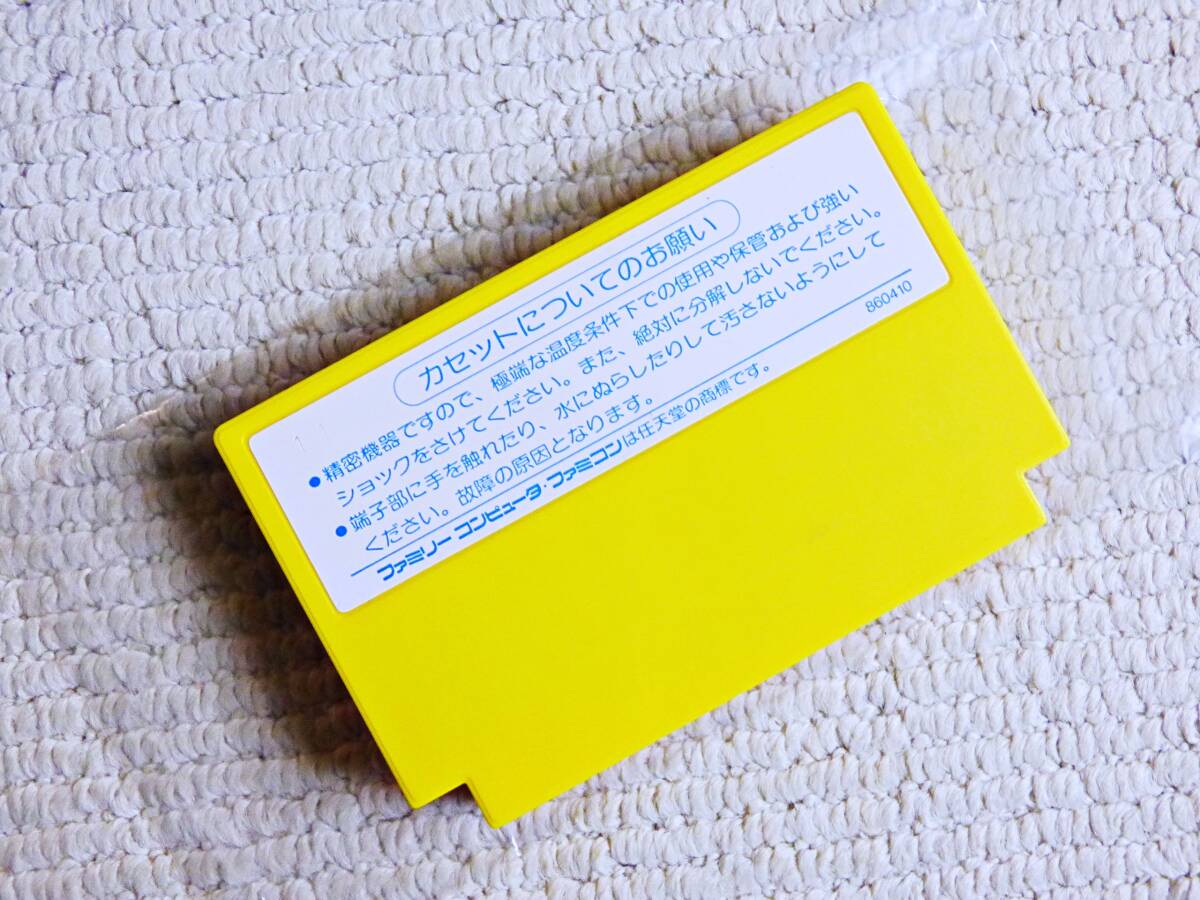 カセットについてのお願い
●精密機器ですので、極端な温度条件下での使用や保管および強い
ショックをさけてください。また、絶対に分解しないでください。
●端子部に手を触れたり、水にぬらしたりして汚さないようにして
ください。故障の原因となります。
860410
ファミリーコンピュータ・ファミコンは任天堂の商標です。